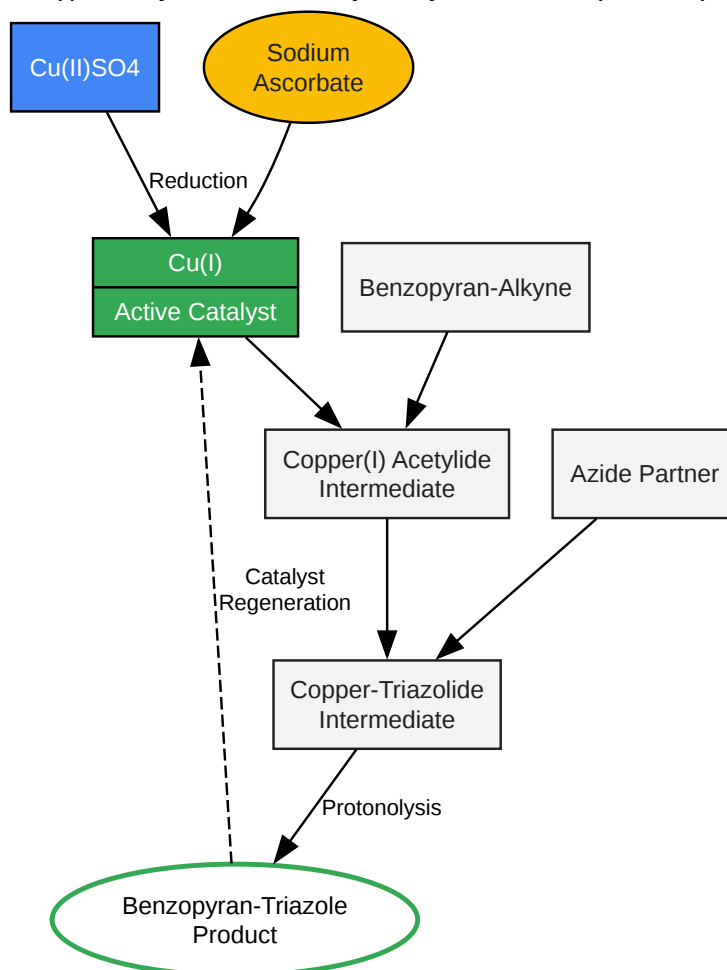 Cu(II)SO4
Sodium
Ascorbate
Reduction
Cu(I)
Active Catalyst
Benzopyran-Alkyne
Copper(I) Acetylide
Intermediate
Azide Partner
Catalyst
Regeneration
Copper-Triazolide
Intermediate
Protonolysis
Benzopyran-Triazole
Product